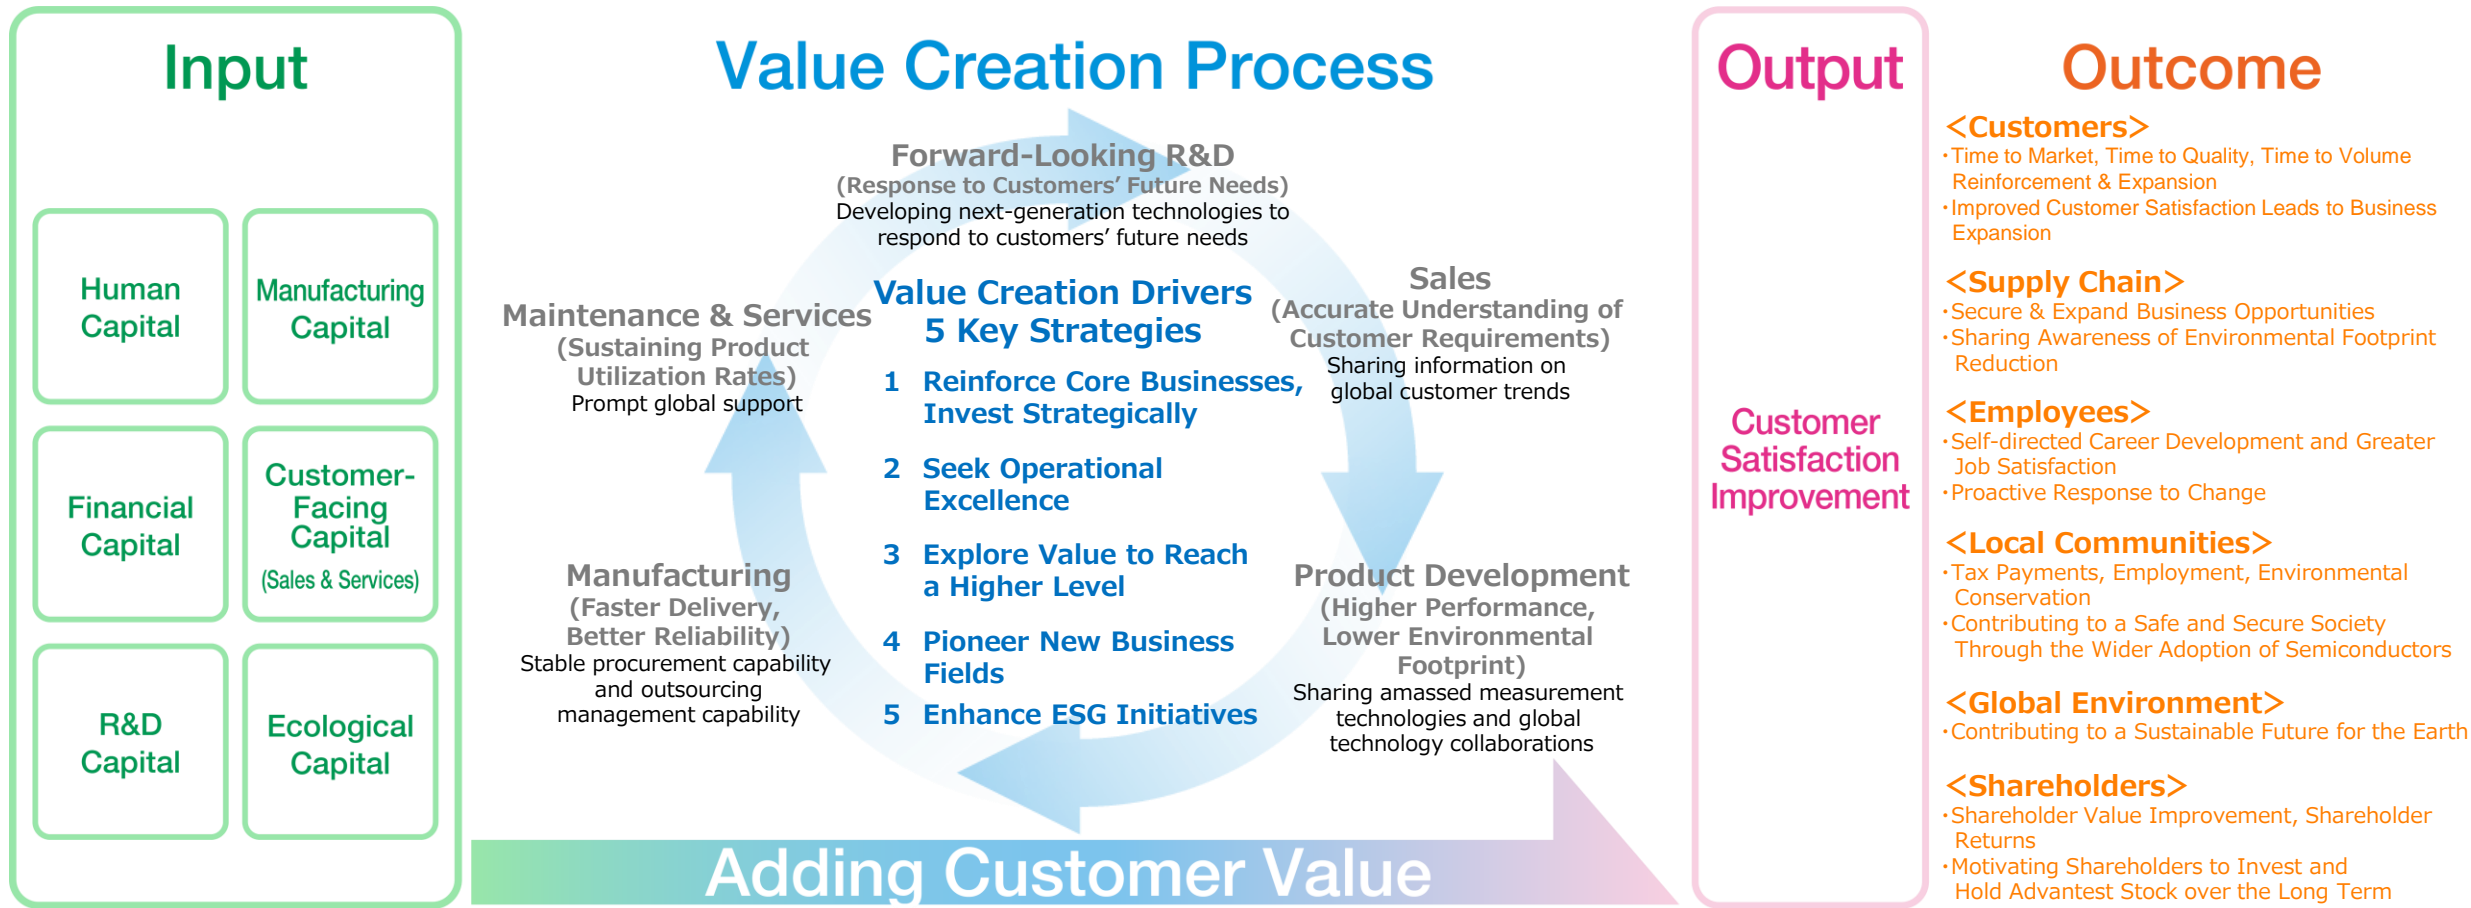 Input
Human
Capital
Manufacturing
Capital
Financial
Capital
Customer-
Facing
Capital
(Sales & Services)
R&D
Capital
Ecological
Capital
Value Creation Process
Forward-Looking R&D
(Response to Customers’ Future Needs)
Developing next-generation technologies to
respond to customers’ future needs
Sales
(Accurate Understanding of
Customer Requirements)
Sharing information on
global customer trends
Product Development
(Higher Performance,
Lower Environmental
Footprint)
Sharing amassed measurement
technologies and global
technology collaborations
Manufacturing
(Faster Delivery,
Better Reliability)
Stable procurement capability
and outsourcing
management capability
Maintenance & Services
(Sustaining Product
Utilization Rates)
Prompt global support
Value Creation Drivers
5 Key Strategies
1 Reinforce Core Businesses,
Invest Strategically
2 Seek Operational
Excellence
3 Explore Value to Reach
a Higher Level
4 Pioneer New Business
Fields
5 Enhance ESG Initiatives
Adding Customer Value
Output
Customer
Satisfaction
Improvement
Outcome
<Customers>
・Time to Market, Time to Quality, Time to Volume
Reinforcement & Expansion
・Improved Customer Satisfaction Leads to Business
Expansion
<Supply Chain>
・Secure & Expand Business Opportunities
・Sharing Awareness of Environmental Footprint
Reduction
<Employees>
・Self-directed Career Development and Greater
Job Satisfaction
・Proactive Response to Change
<Local Communities>
・Tax Payments, Employment, Environmental
Conservation
・Contributing to a Safe and Secure Society
Through the Wider Adoption of Semiconductors
<Global Environment>
・Contributing to a Sustainable Future for the Earth
<Shareholders>
・Shareholder Value Improvement, Shareholder
Returns
・Motivating Shareholders to Invest and
Hold Advantest Stock over the Long Term